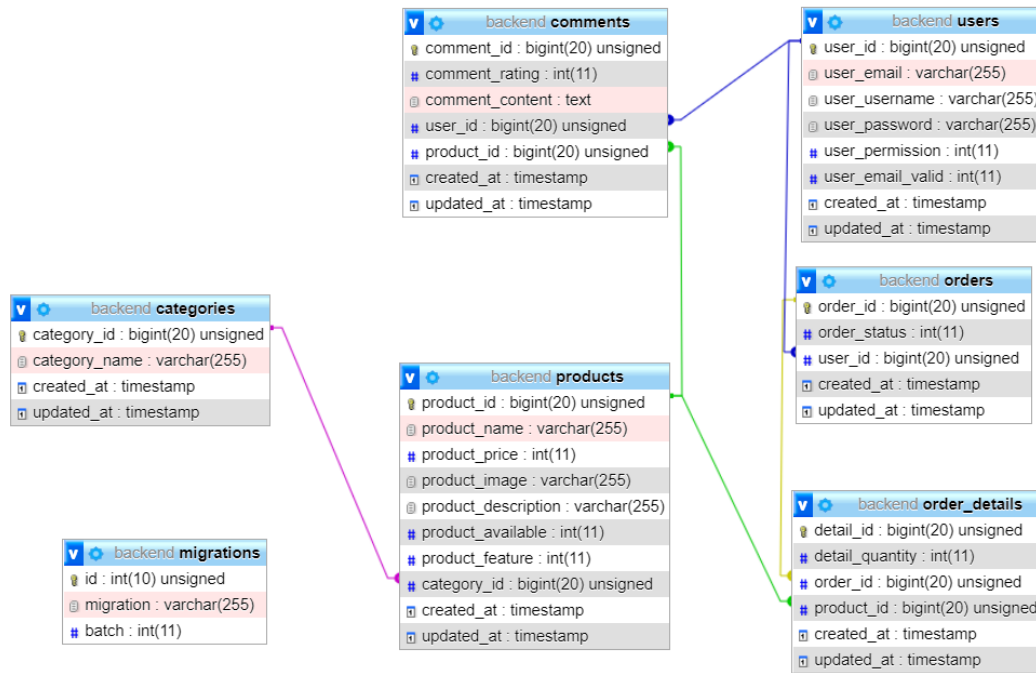 v backend comments
comment_id : bigint(20) unsigned
# comment_rating : int(11)
comment_content : text
# user_id : bigint(20) unsigned
# product_id : bigint(20) unsigned
created_at : timestamp
updated_at : timestamp
v backend users
user_id : bigint(20) unsigned
user_email : varchar(255)
user_username : varchar(255)
user_password : varchar(255)
# user_permission : int(11)
# user_email_valid : int(11)
created_at : timestamp
updated_at : timestamp
v backend orders
order_id : bigint(20) unsigned
# order_status : int(11)
# user_id : bigint(20) unsigned
created_at : timestamp
updated_at : timestamp
v backend categories
category_id : bigint(20) unsigned
category_name : varchar(255)
created_at : timestamp
updated_at : timestamp
v backend products
product_id : bigint(20) unsigned
product_name : varchar(255)
# product_price : int(11)
product_image : varchar(255)
product_description : varchar(255)
# product_available : int(11)
# product_feature : int(11)
# category_id : bigint(20) unsigned
created_at : timestamp
updated_at : timestamp
v backend migrations
id : int(10) unsigned
migration : varchar(255)
# batch : int(11)
v backend order_details
detail_id : bigint(20) unsigned
# detail_quantity : int(11)
# order_id : bigint(20) unsigned
# product_id : bigint(20) unsigned
created_at : timestamp
updated_at : timestamp